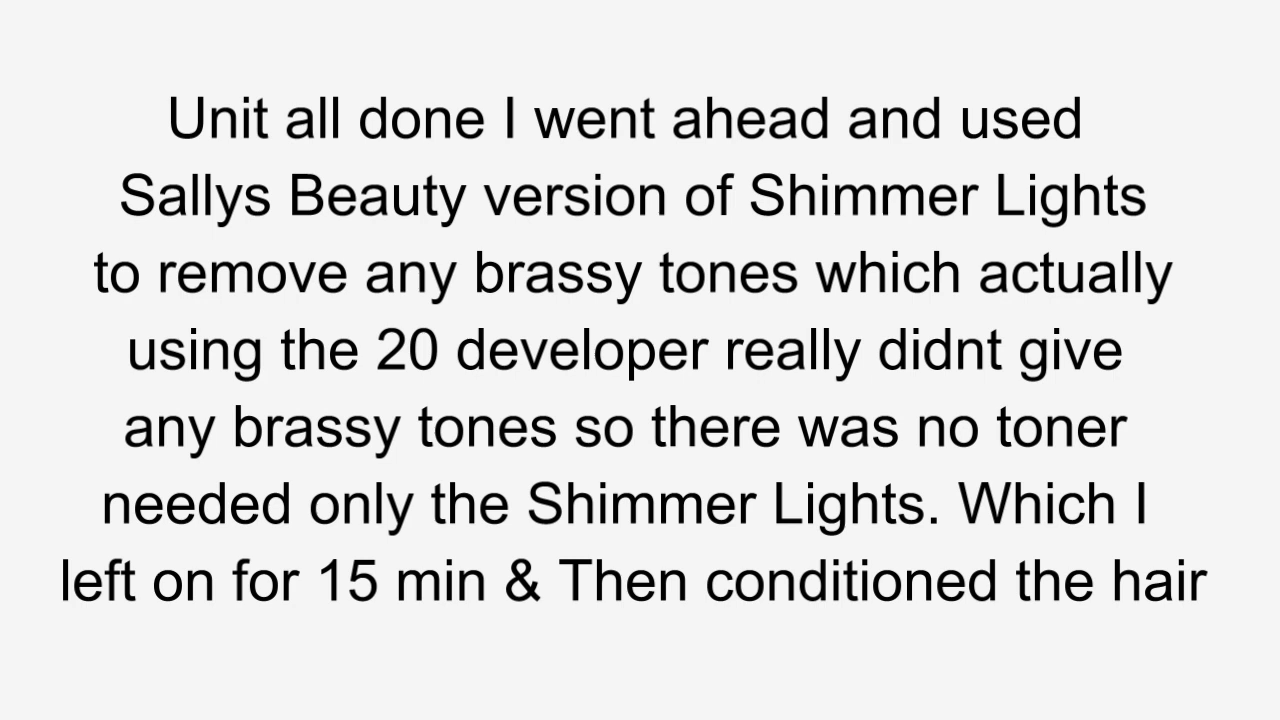 Unit all done I went ahead and used
Sallys Beauty version of Shimmer Lights
to remove any brassy tones which actually
using the 20 developer really didnt give
any brassy tones so there was no toner
needed only the Shimmer Lights. Which I
left on for 15 min & Then conditioned the hair